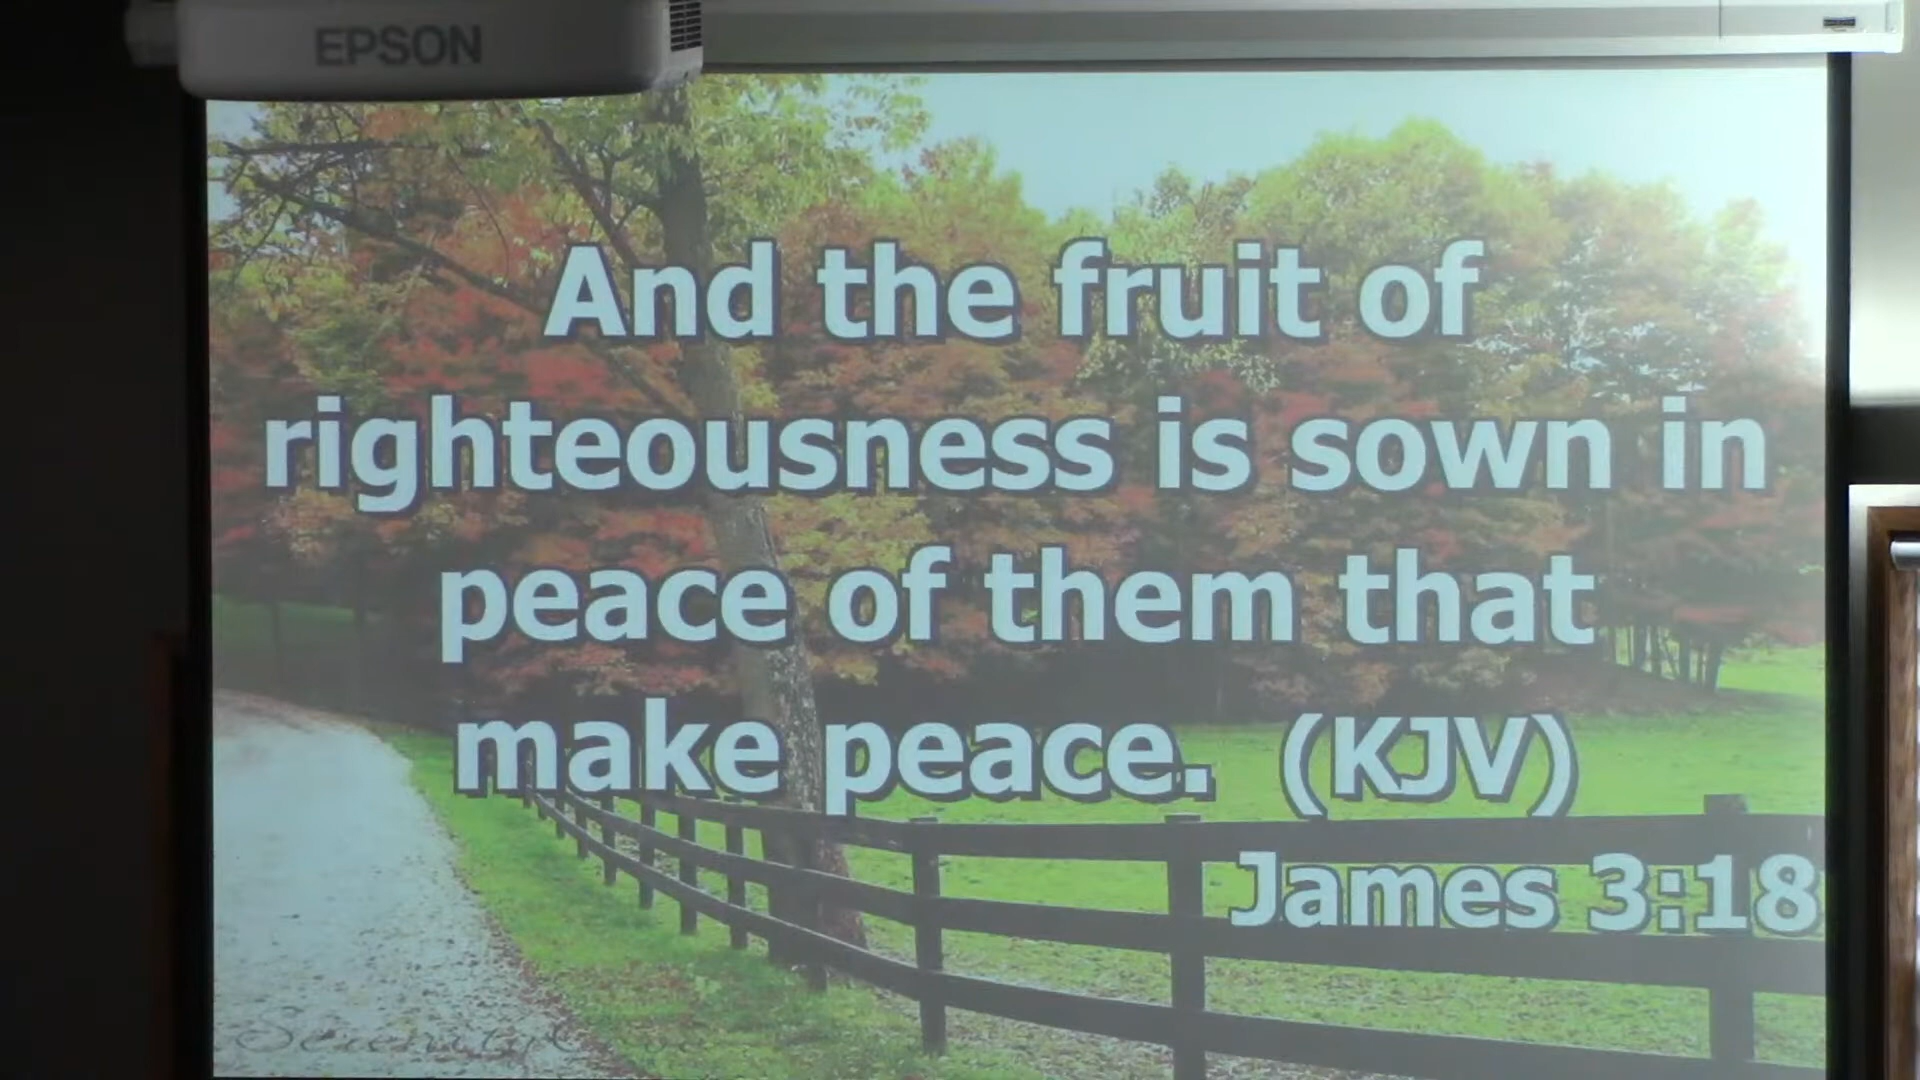 EPSON
And the fruit of
righteousness is sown in
peace of them that
make peace. (KJV)
James 3:18